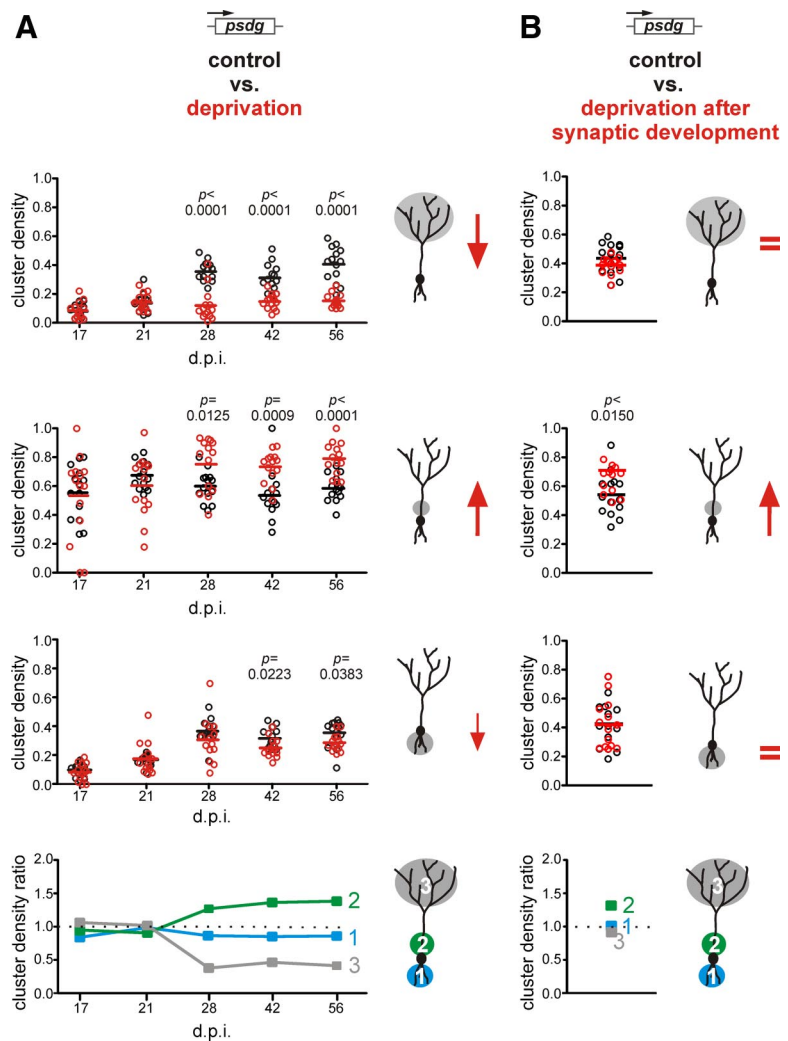 A
psdg
control
vs.
deprivation
B
psdg
control
vs.
deprivation after
synaptic development
cluster density
1.0
0.8
0.6
0.4
0.2
0.0
p<
0.0001
p<
0.0001
p<
0.0001
17 21 28 42 56
d.p.i.
cluster density
1.0
0.8
0.6
0.4
0.2
0.0
=
cluster density
1.0
0.8
0.6
0.4
0.2
0.0
p=
0.0125
p=
0.0009
p<
0.0001
17 21 28 42 56
d.p.i.
cluster density
1.0
0.8
0.6
0.4
0.2
0.0
p<
0.0150
cluster density
1.0
0.8
0.6
0.4
0.2
0.0
p=
0.0223
p=
0.0383
17 21 28 42 56
d.p.i.
cluster density
1.0
0.8
0.6
0.4
0.2
0.0
=
cluster density ratio
2.0
1.5
1.0
0.5
0.0
2
1
3
17 21 28 42 56
d.p.i.
3
2
1
cluster density ratio
2.0
1.5
1.0
0.5
0.0
2
1
3
3
2
1